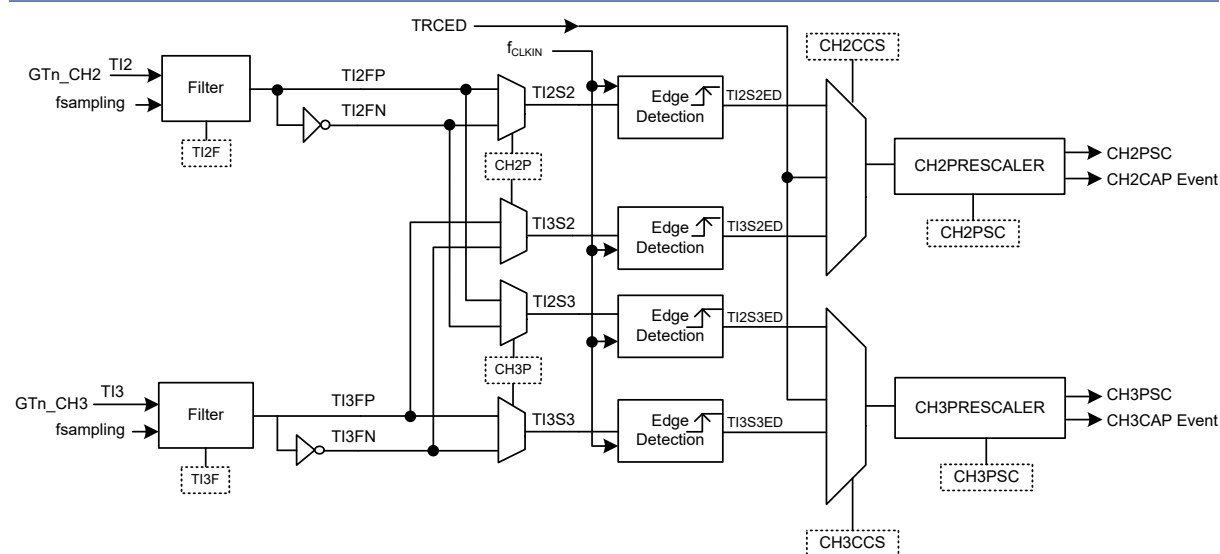 TRCED
fCLKIN
CH2CCS
GTn_CH2
TI2
fsampling
Filter
TI2F
TI2FP
TI2FN
CH2P
TI2S2
Edge
Detection
TI2S2ED
CH2PRESCALER
CH2PSC
CH2CAP Event
CH2PSC
TI3S2
Edge
Detection
TI3S2ED
TI2S3
Edge
Detection
TI2S3ED
CH3P
GTn_CH3
TI3
fsampling
Filter
TI3F
TI3FP
TI3FN
TI3S3
Edge
Detection
TI3S3ED
CH3PRESCALER
CH3PSC
CH3CAP Event
CH3PSC
CH3CCS